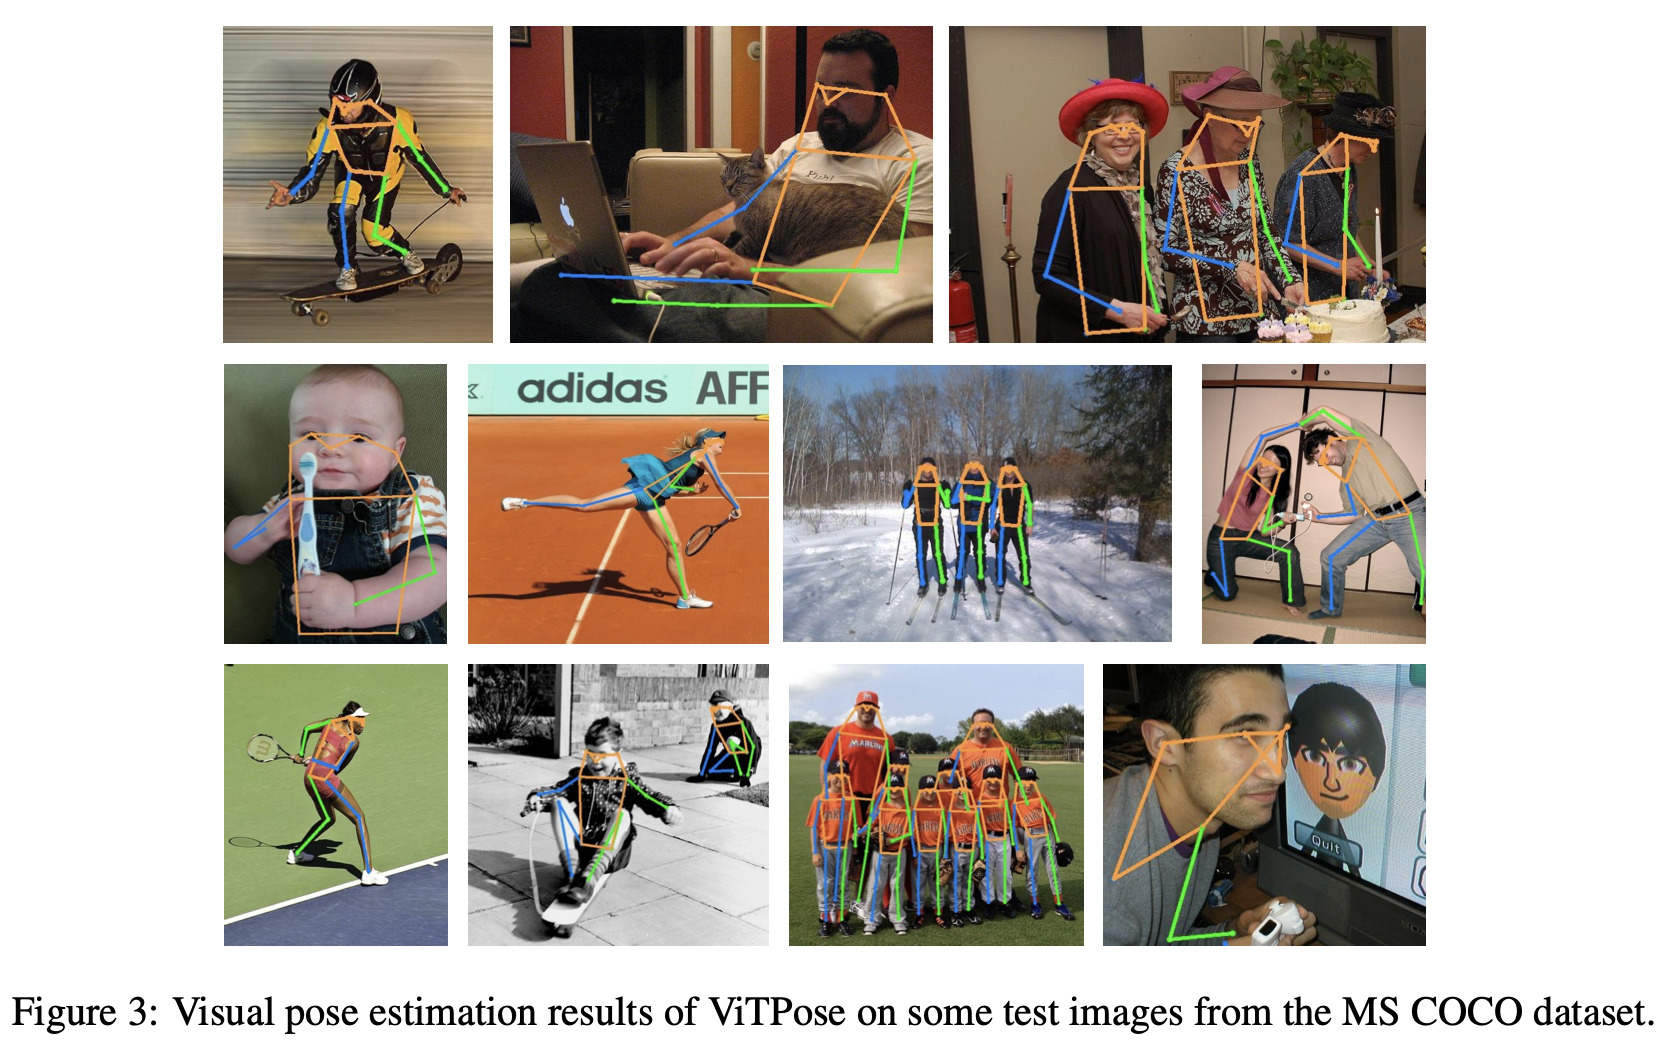 adidas AFF
MARLIN
Quit
Figure 3: Visual pose estimation results of ViTPose on some test images from the MS COCO dataset.